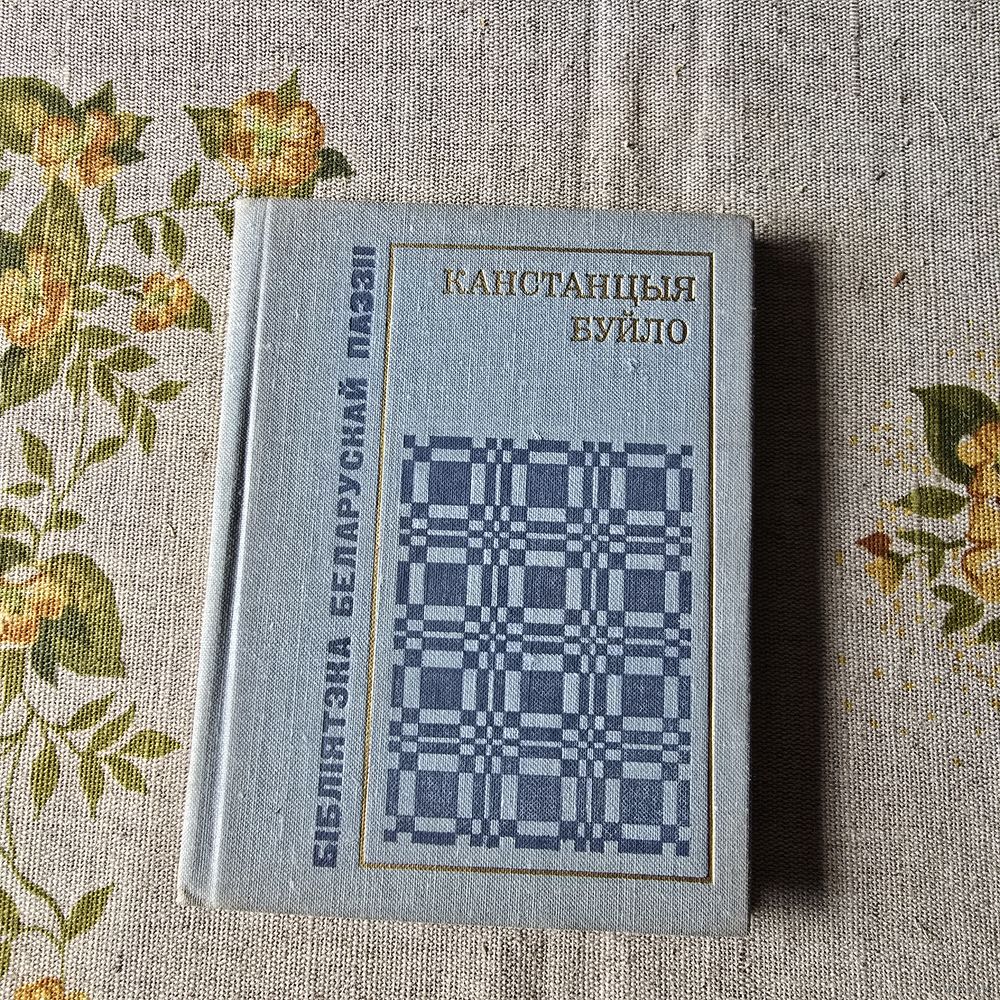 КАНСТАНЦЫЯ
БУЙЛО
БІБЛІЯТЭКА БЕЛАРУСКАЙ ПАЭЗІІ